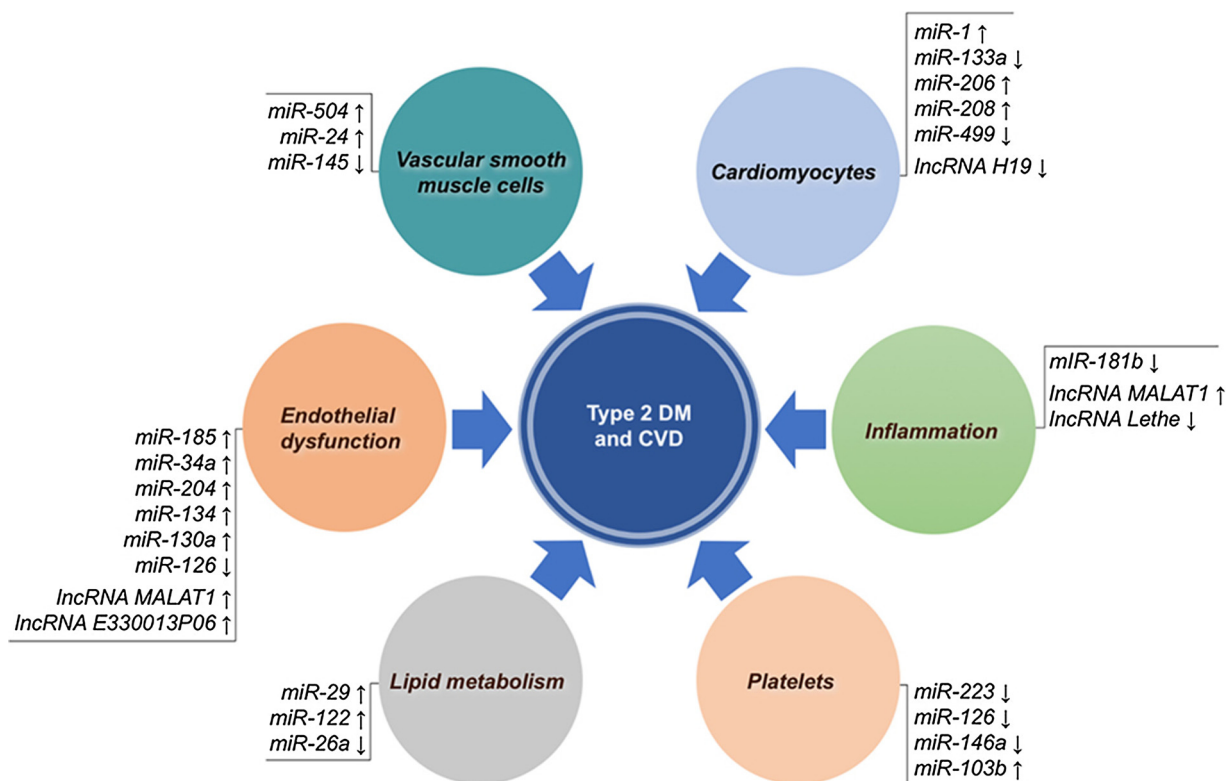 miR-504 ↑
miR-24 ↑
miR-145 ↓
Vascular smooth
muscle cells
miR-1 ↑
miR-133a ↓
miR-206 ↑
miR-208 ↑
miR-499 ↓
lncRNA H19 ↓
Cardiomyocytes
Endothelial
dysfunction
miR-185 ↑
miR-34a ↑
miR-204 ↑
miR-134 ↑
miR-130a ↑
miR-126 ↓
lncRNA MALAT1 ↑
lncRNA E330013P06 ↑
Type 2 DM
and CVD
Inflammation
mIR-181b ↓
lncRNA MALAT1 ↑
lncRNA Lethe ↓
Lipid metabolism
miR-29 ↑
miR-122 ↑
miR-26a ↓
Platelets
miR-223 ↓
miR-126 ↓
miR-146a ↓
miR-103b ↑